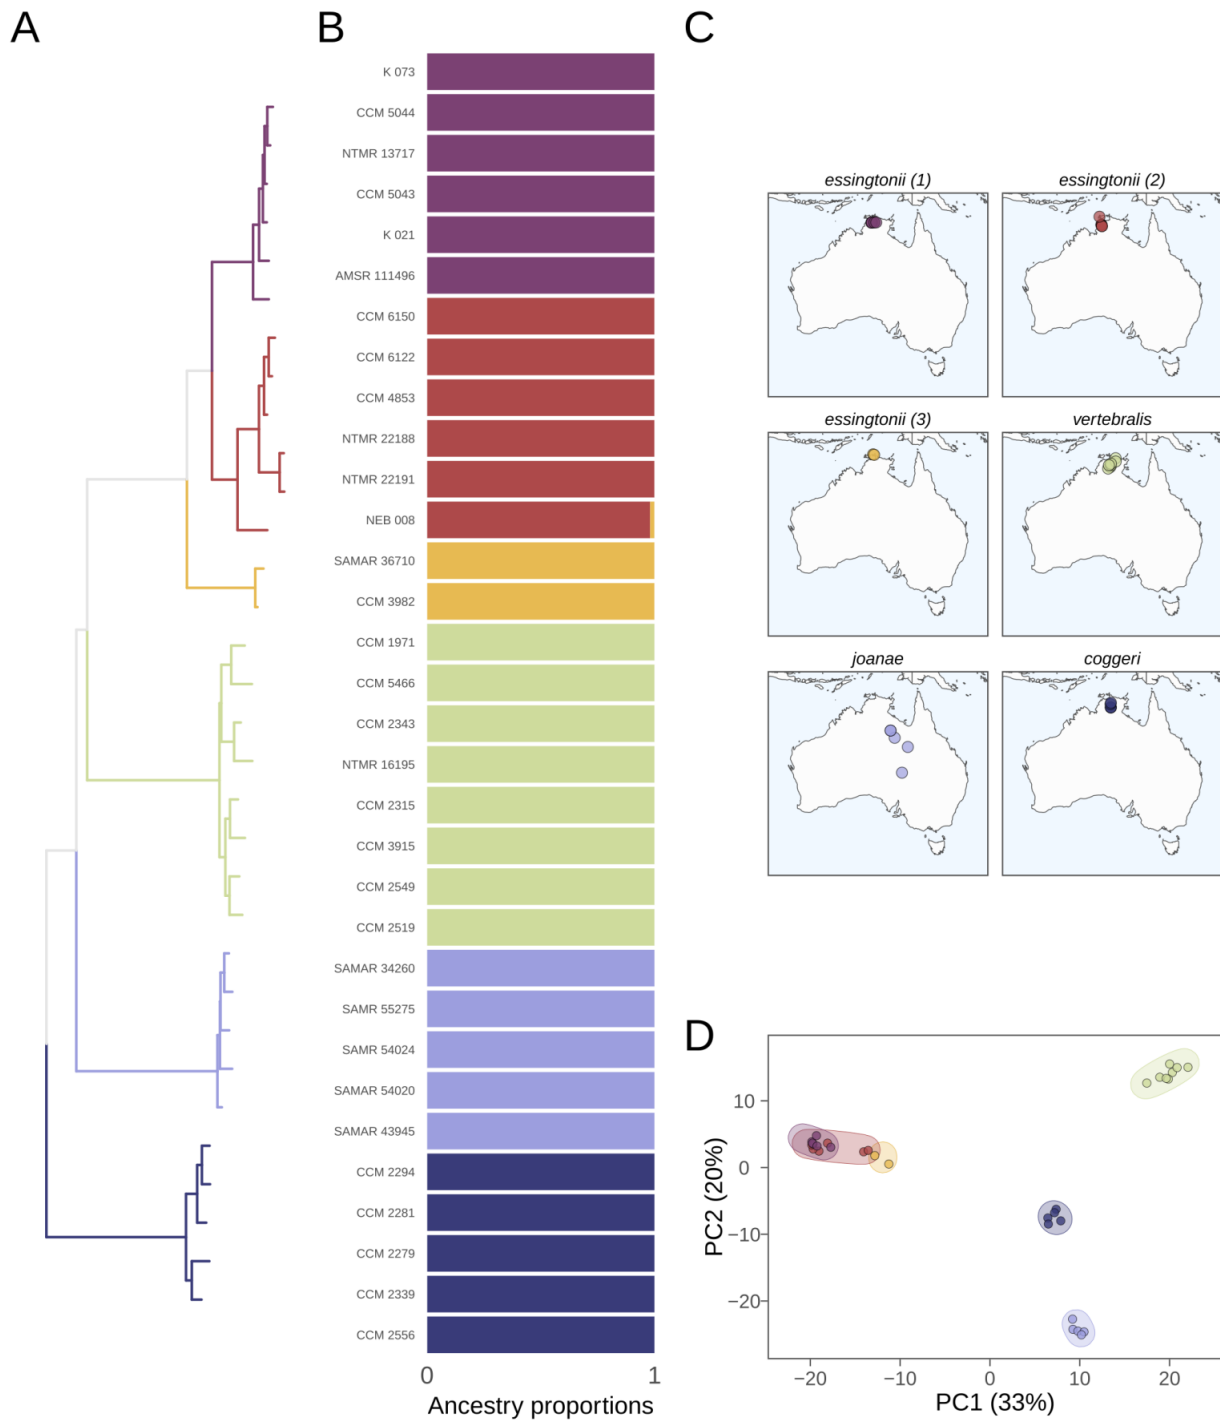 A
B
C
K 073
CCM 5044
NTMR 13717
CCM 5043
K 021
AMSR 111496
CCM 6150
CCM 6122
CCM 4853
NTMR 22188
NTMR 22191
NEB 008
SAMAR 36710
CCM 3982
CCM 1971
CCM 5466
CCM 2343
NTMR 16195
CCM 2315
CCM 3915
CCM 2549
CCM 2519
SAMAR 34260
SAMR 55275
SAMR 54024
SAMAR 54020
SAMAR 43945
CCM 2294
CCM 2281
CCM 2279
CCM 2339
CCM 2556
0 1
Ancestry proportions
essingtonii (1) essingtonii (2)
essingtonii (3) vertebralis
joanae coggeri
D
PC2 (20%)
10
0
−10
−20
−20 −10 0 10 20
PC1 (33%)